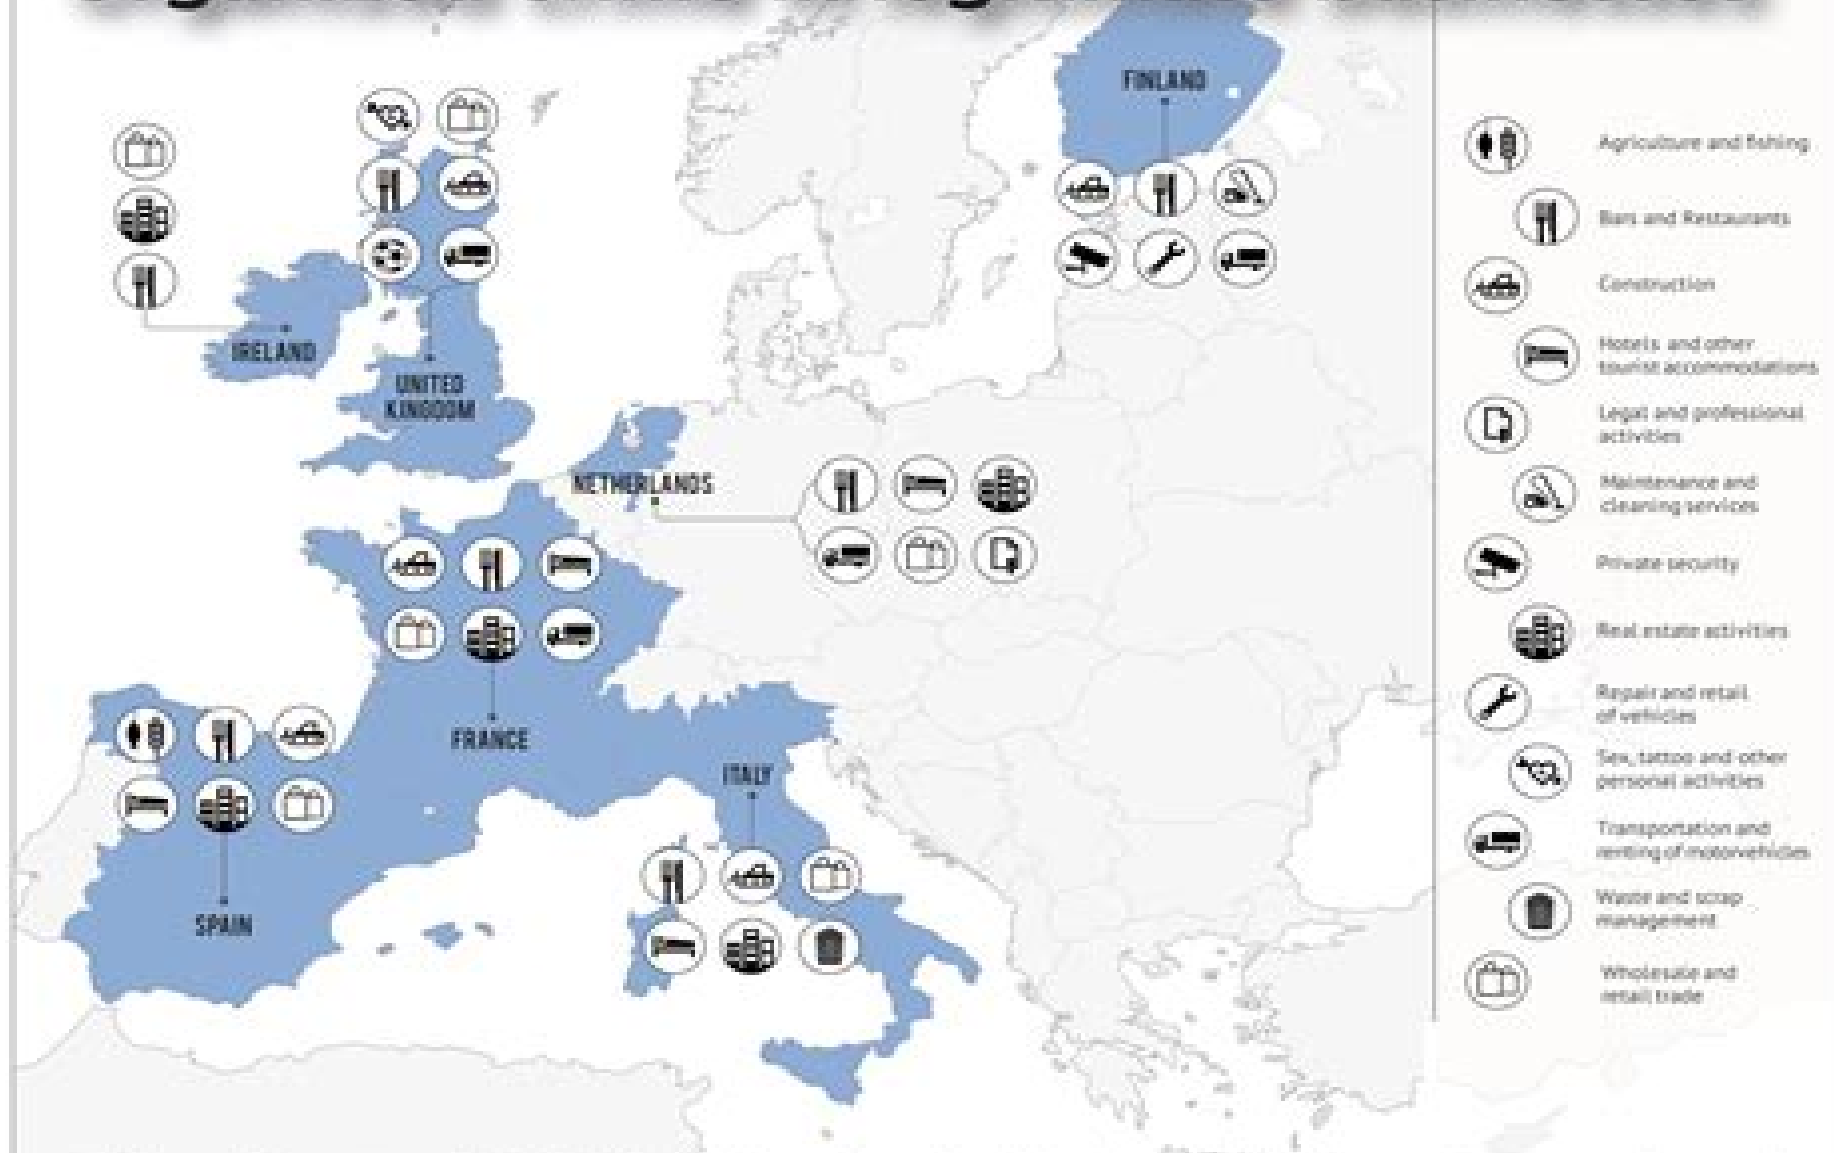 FINLAND
IRELAND
UNITED
KINGDOM
NETHERLANDS
FRANCE
ITALY
SPAIN
Agriculture and fishing
Bars and Restaurants
Construction
Hotels and other
tourist accommodations
Legal and professional
activities
Maintenance and
cleaning services
Private security
Real estate activities
Repair and retail
of vehicles
Sex, tattoo and other
personal activities
Transportation and
renting of motorvehicles
Waste and scrap
management
Wholesale and
retail trade